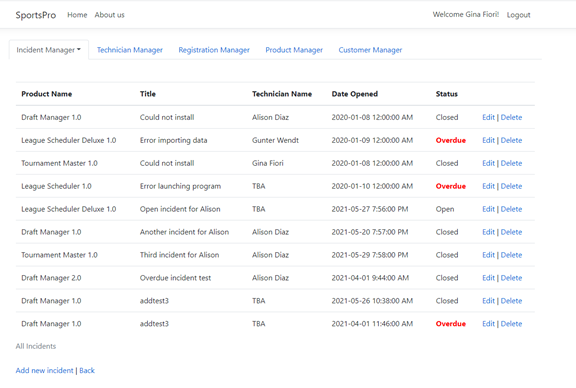 SportsPro Home About us Welcome Gina Fiori! Logout
Incident Manager Technician Manager Registration Manager Product Manager Customer Manager
Product Name Title Technician Name Date Opened Status
Draft Manager 1.0 Could not install Alison Diaz 2020-01-08 12:00:00 AM Closed Edit | Delete
League Scheduler Deluxe 1.0 Error importing data Gunter Wendt 2020-01-09 12:00:00 AM Overdue Edit | Delete
Tournament Master 1.0 Could not install Gina Fiori 2020-01-08 12:00:00 AM Closed Edit | Delete
League Scheduler 1.0 Error launching program TBA 2020-01-10 12:00:00 AM Overdue Edit | Delete
League Scheduler Deluxe 1.0 Open incident for Alison TBA 2021-05-27 7:56:00 PM Open Edit | Delete
Draft Manager 1.0 Another incident for Alison Alison Diaz 2021-05-20 7:57:00 PM Closed Edit | Delete
Tournament Master 1.0 Third incident for Alison Alison Diaz 2021-05-29 7:58:00 PM Closed Edit | Delete
Draft Manager 2.0 Overdue incident test Alison Diaz 2021-04-01 9:44:00 AM Closed Edit | Delete
Draft Manager 1.0 addtest3 TBA 2021-05-26 10:38:00 AM Closed Edit | Delete
Draft Manager 1.0 addtest3 TBA 2021-04-01 11:46:00 AM Overdue Edit | Delete
All Incidents
Add new incident | Back